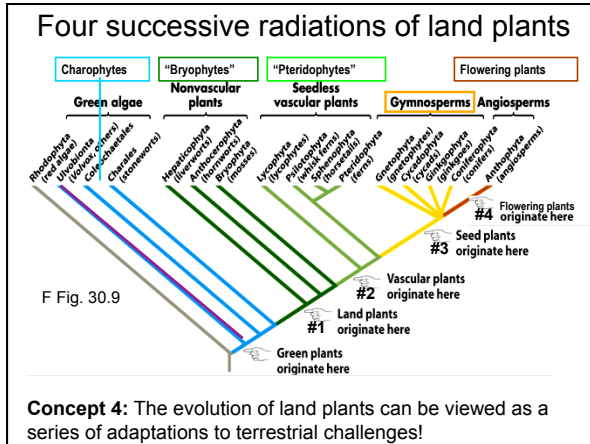 Four successive radiations of land plants
Charophytes
"Bryophytes"
"Pteridophytes"
Flowering plants
Green algae
Nonvascular
plants
Seedless
vascular plants
Gymnosperms
Angiosperms
Rhodophyta
(red algae)
Ulvobionta
(Volvox, others)
Coleochaetales
Charales
(stoneworts)
Hepaticophyta
(liverworts)
Anthocerophyta
(hornworts)
Bryophyta
(mosses)
Lycophyta
(lycophytes)
Psilotophyta
(whisk ferns)
Sphenophyta
(horsetails)
Pteridophyta
(ferns)
Gnetophyta
(gnetophytes)
Cycadophyta
(cycads)
Ginkgophyta
(ginkgoes)
Coniferophyta
(conifers)
Anthophyta
(angiosperms)
#4
Flowering plants
originate here
#3
Seed plants
originate here
#2
Vascular plants
originate here
F Fig. 30.9
#1
Land plants
originate here
Green plants
originate here
Concept 4: The evolution of land plants can be viewed as a
series of adaptations to terrestrial challenges!